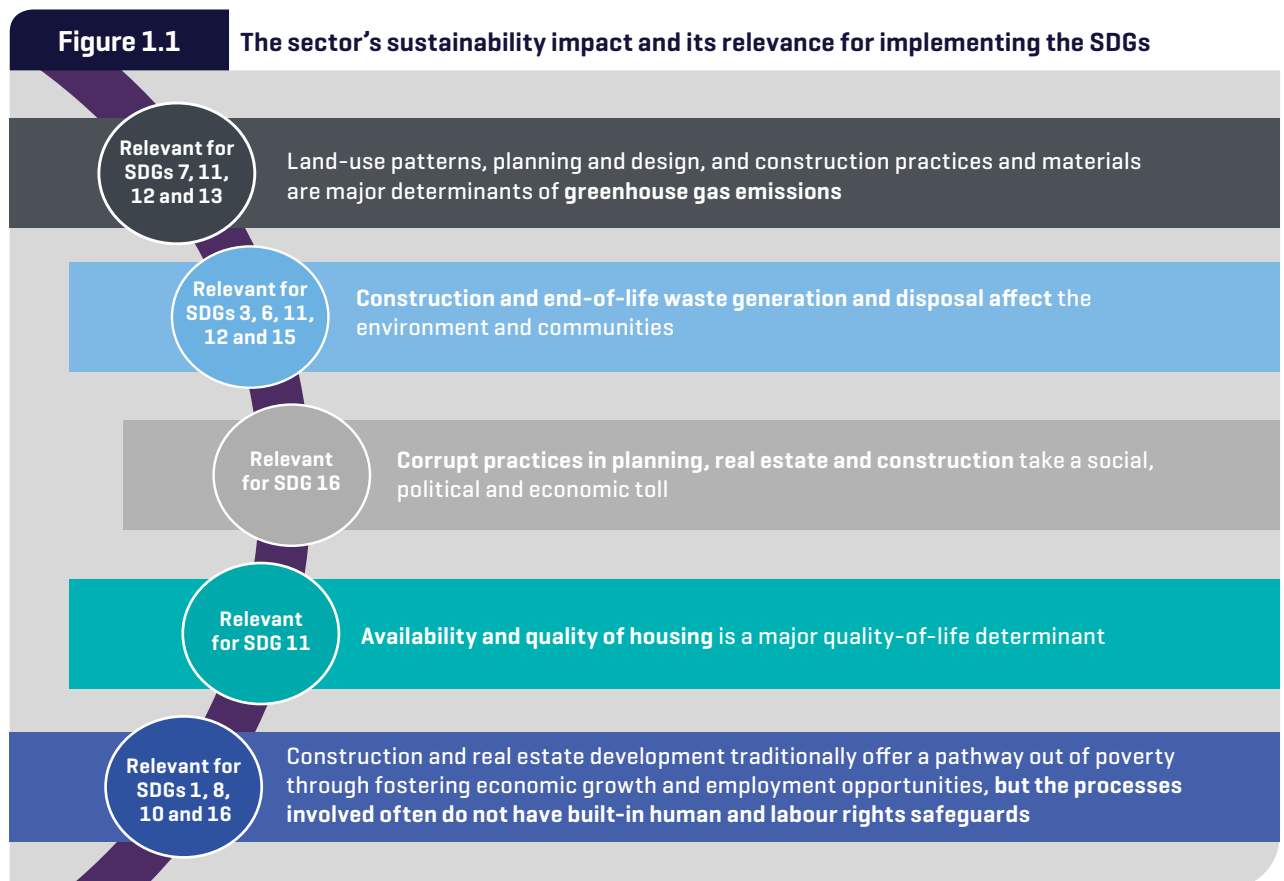 Figure 1.1
The sector's sustainability impact and its relevance for implementing the SDGs
Relevant for
SDGs 7, 11,
12 and 13
Land-use patterns, planning and design, and construction practices and materials
are major determinants of greenhouse gas emissions
Relevant for
SDGs 3, 6, 11,
12 and 15
Construction and end-of-life waste generation and disposal affect the
environment and communities
Relevant
for SDG 16
Corrupt practices in planning, real estate and construction take a social,
political and economic toll
Relevant
for SDG 11
Availability and quality of housing is a major quality-of-life determinant
Relevant for
SDGs 1, 8,
10 and 16
Construction and real estate development traditionally offer a pathway out of poverty
through fostering economic growth and employment opportunities, but the processes
involved often do not have built-in human and labour rights safeguards